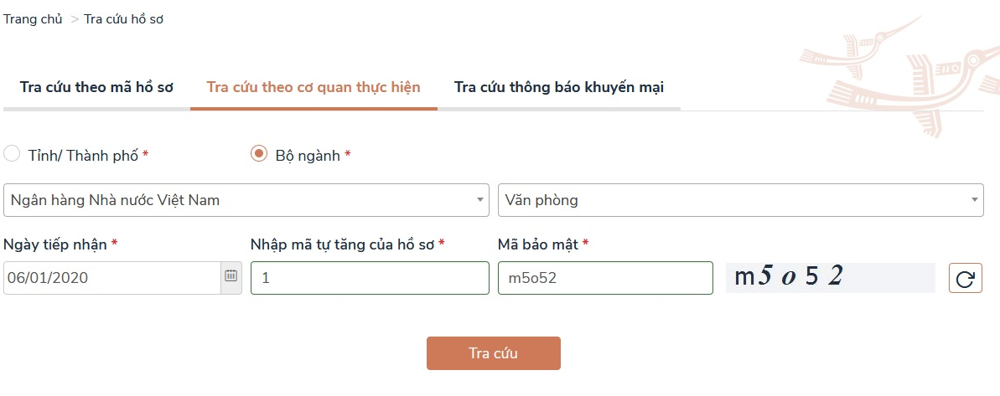 Trang chủ > Tra cứu hồ sơ
Tra cứu theo mã hồ sơ Tra cứu theo cơ quan thực hiện Tra cứu thông báo khuyến mại
Tỉnh/ Thành phố * Bộ ngành *
Ngân hàng Nhà nước Việt Nam Văn phòng
Ngày tiếp nhận * Nhập mã tự tăng của hồ sơ * Mã bảo mật *
06/01/2020 1 m5o52 m5o52
Tra cứu